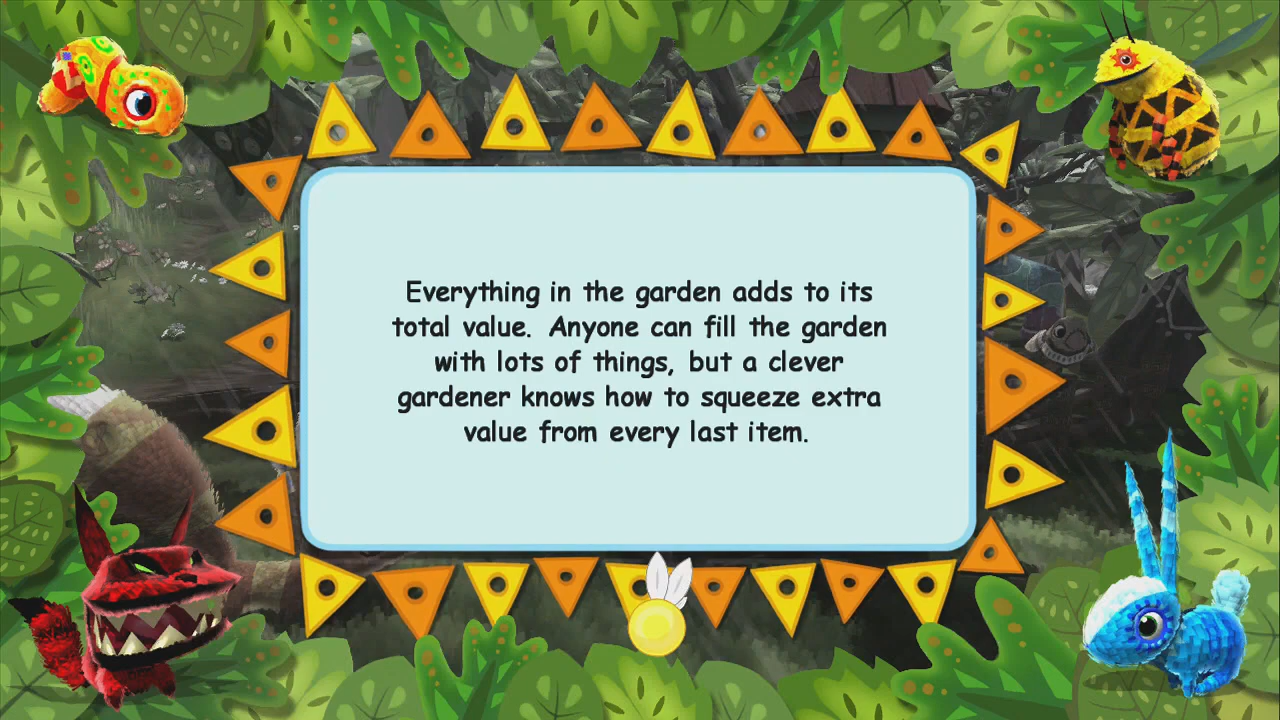 Everything in the garden adds to its
total value. Anyone can fill the garden
with lots of things, but a clever
gardener knows how to squeeze extra
value from every last item.